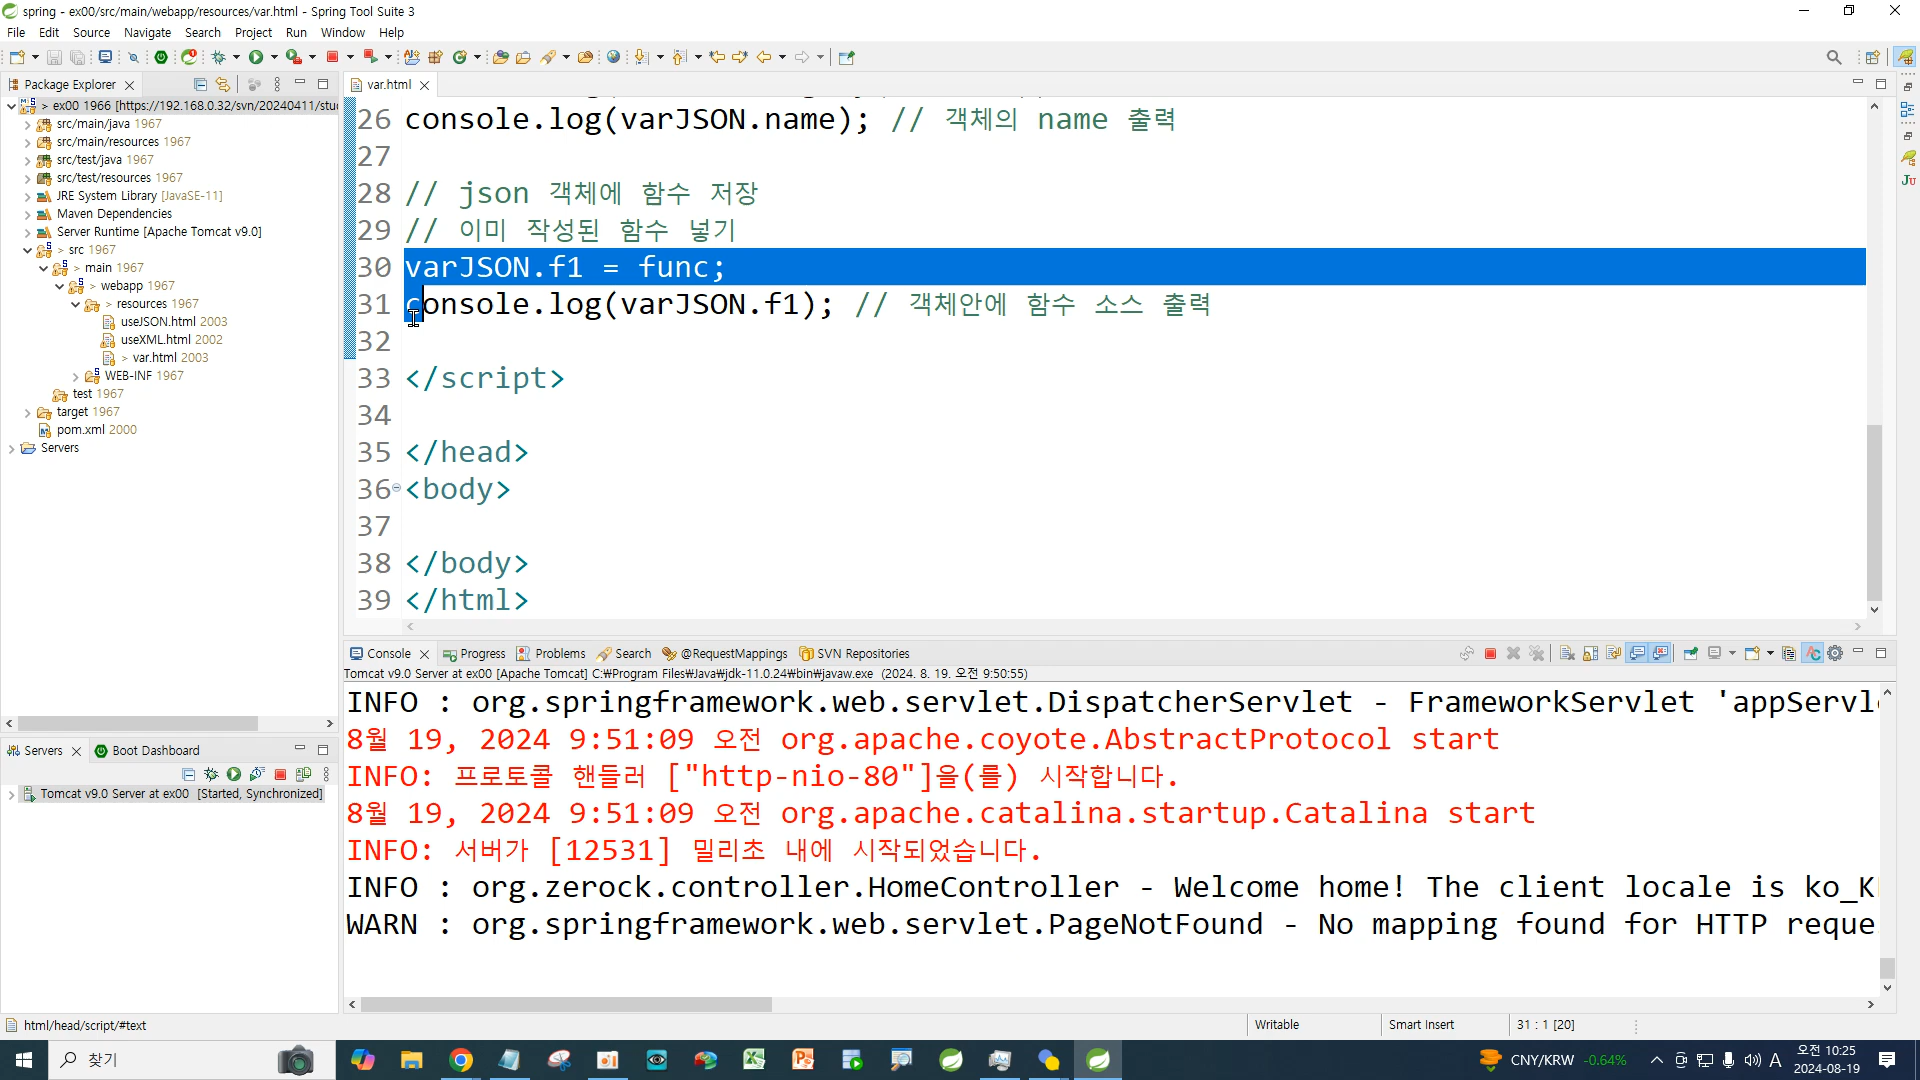 spring - ex00/src/main/webapp/resources/var.html - Spring Tool Suite 3
File Edit Source Navigate Search Project Run Window Help
Package Explorer
> ex00 1966 [https://192.168.0.32/svn/20240411/stu
src/main/java 1967
src/main/resources 1967
src/test/java 1967
src/test/resources 1967
JRE System Library [JavaSE-11]
Maven Dependencies
Server Runtime [Apache Tomcat v9.0]
> src 1967
> main 1967
> webapp 1967
> resources 1967
useJSON.html 2003
useXML.html 2002
> var.html 2003
WEB-INF 1967
test 1967
target 1967
pom.xml 2000
Servers
var.html
26 console.log(varJSON.name); // 객체의 name 출력
27
28 // json 객체에 함수 저장
29 // 이미 작성된 함수 넣기
30 varJSON.f1 = func;
31 console.log(varJSON.f1); // 객체안에 함수 소스 출력
32
33 </script>
34
35 </head>
36 <body>
37
38 </body>
39 </html>
Servers Boot Dashboard
Tomcat v9.0 Server at ex00 [Started, Synchronized]
Console Progress Problems Search @RequestMappings SVN Repositories
Tomcat v9.0 Server at ex00 [Apache Tomcat] C:₩Program Files₩Java₩jdk-11.0.24₩bin₩javaw.exe (2024. 8. 19. 오전 9:50:55)
INFO : org.springframework.web.servlet.DispatcherServlet - FrameworkServlet 'appServl
8월 19, 2024 9:51:09 오전 org.apache.coyote.AbstractProtocol start
INFO: 프로토콜 핸들러 ["http-nio-80"]을(를) 시작합니다.
8월 19, 2024 9:51:09 오전 org.apache.catalina.startup.Catalina start
INFO: 서버가 [12531] 밀리초 내에 시작되었습니다.
INFO : org.zerock.controller.HomeController - Welcome home! The client locale is ko_K
WARN : org.springframework.web.servlet.PageNotFound - No mapping found for HTTP reque
html/head/script/#text
Writable Smart Insert 31 : 1 [20]
찾기
CNY/KRW -0.64%
A
오전 10:25
2024-08-19